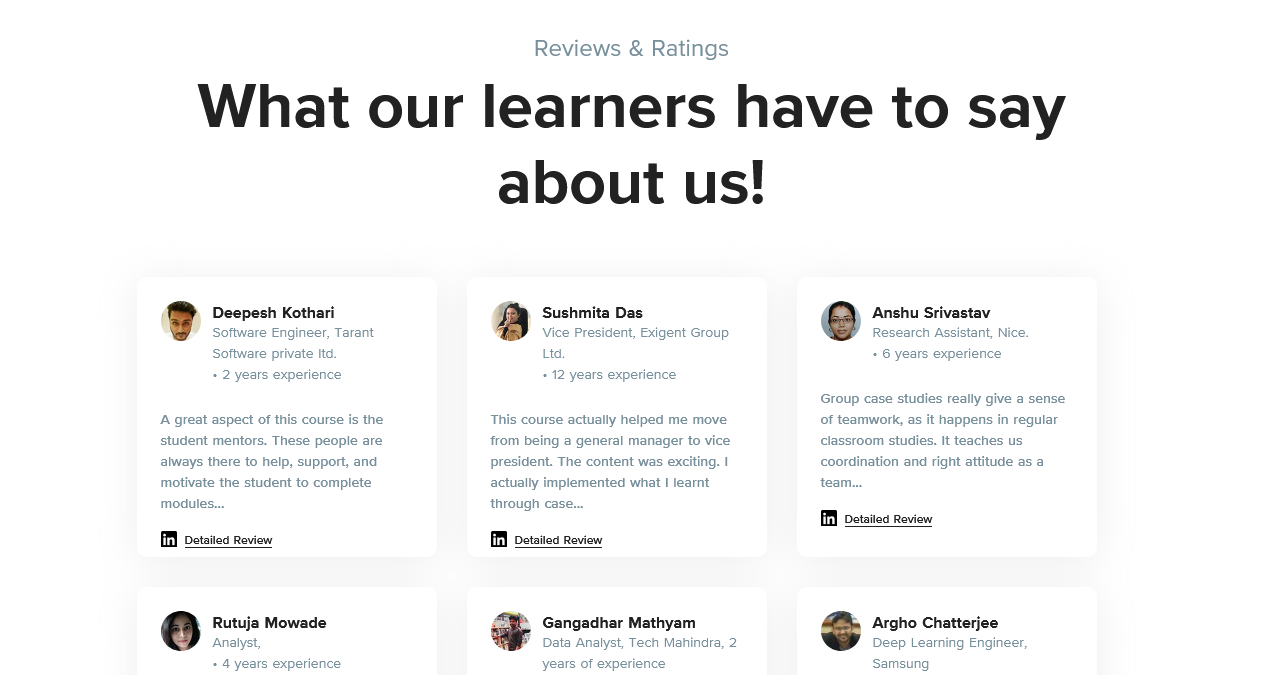 Reviews & Ratings
What our learners have to say
about us!
Deepesh Kothari
Software Engineer, Tarant
Software private ltd.
• 2 years experience
A great aspect of this course is the
student mentors. These people are
always there to help, support, and
motivate the student to complete
modules...
in Detailed Review
Sushmita Das
Vice President, Exigent Group
Ltd.
• 12 years experience
This course actually helped me move
from being a general manager to vice
president. The content was exciting. I
actually implemented what I learnt
through case...
in Detailed Review
Anshu Srivastav
Research Assistant, Nice.
• 6 years experience
Group case studies really give a sense
of teamwork, as it happens in regular
classroom studies. It teaches us
coordination and right attitude as a
team...
in Detailed Review
Rutuja Mowade
Analyst,
• 4 years experience
Gangadhar Mathyam
Data Analyst, Tech Mahindra, 2
years of experience
Argho Chatterjee
Deep Learning Engineer,
Samsung